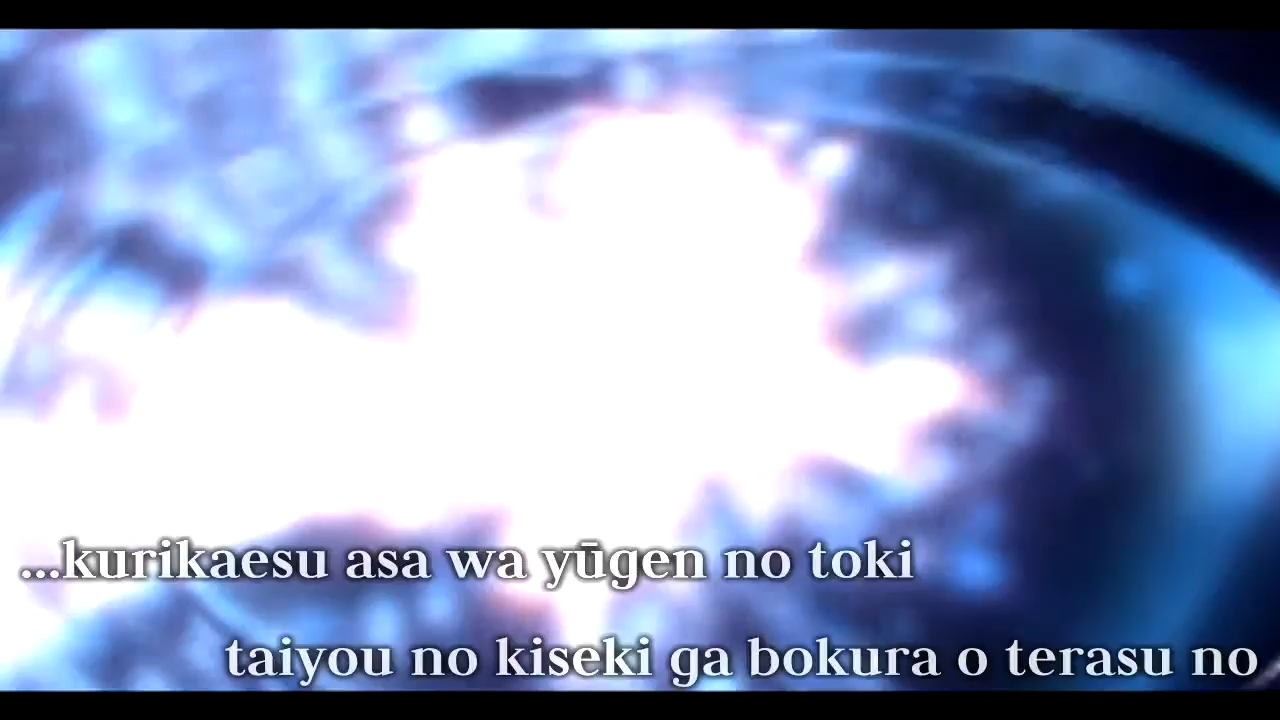 ...kurikaesu asa wa yūgen no toki
taiyou no kiseki ga bokura o terasu no